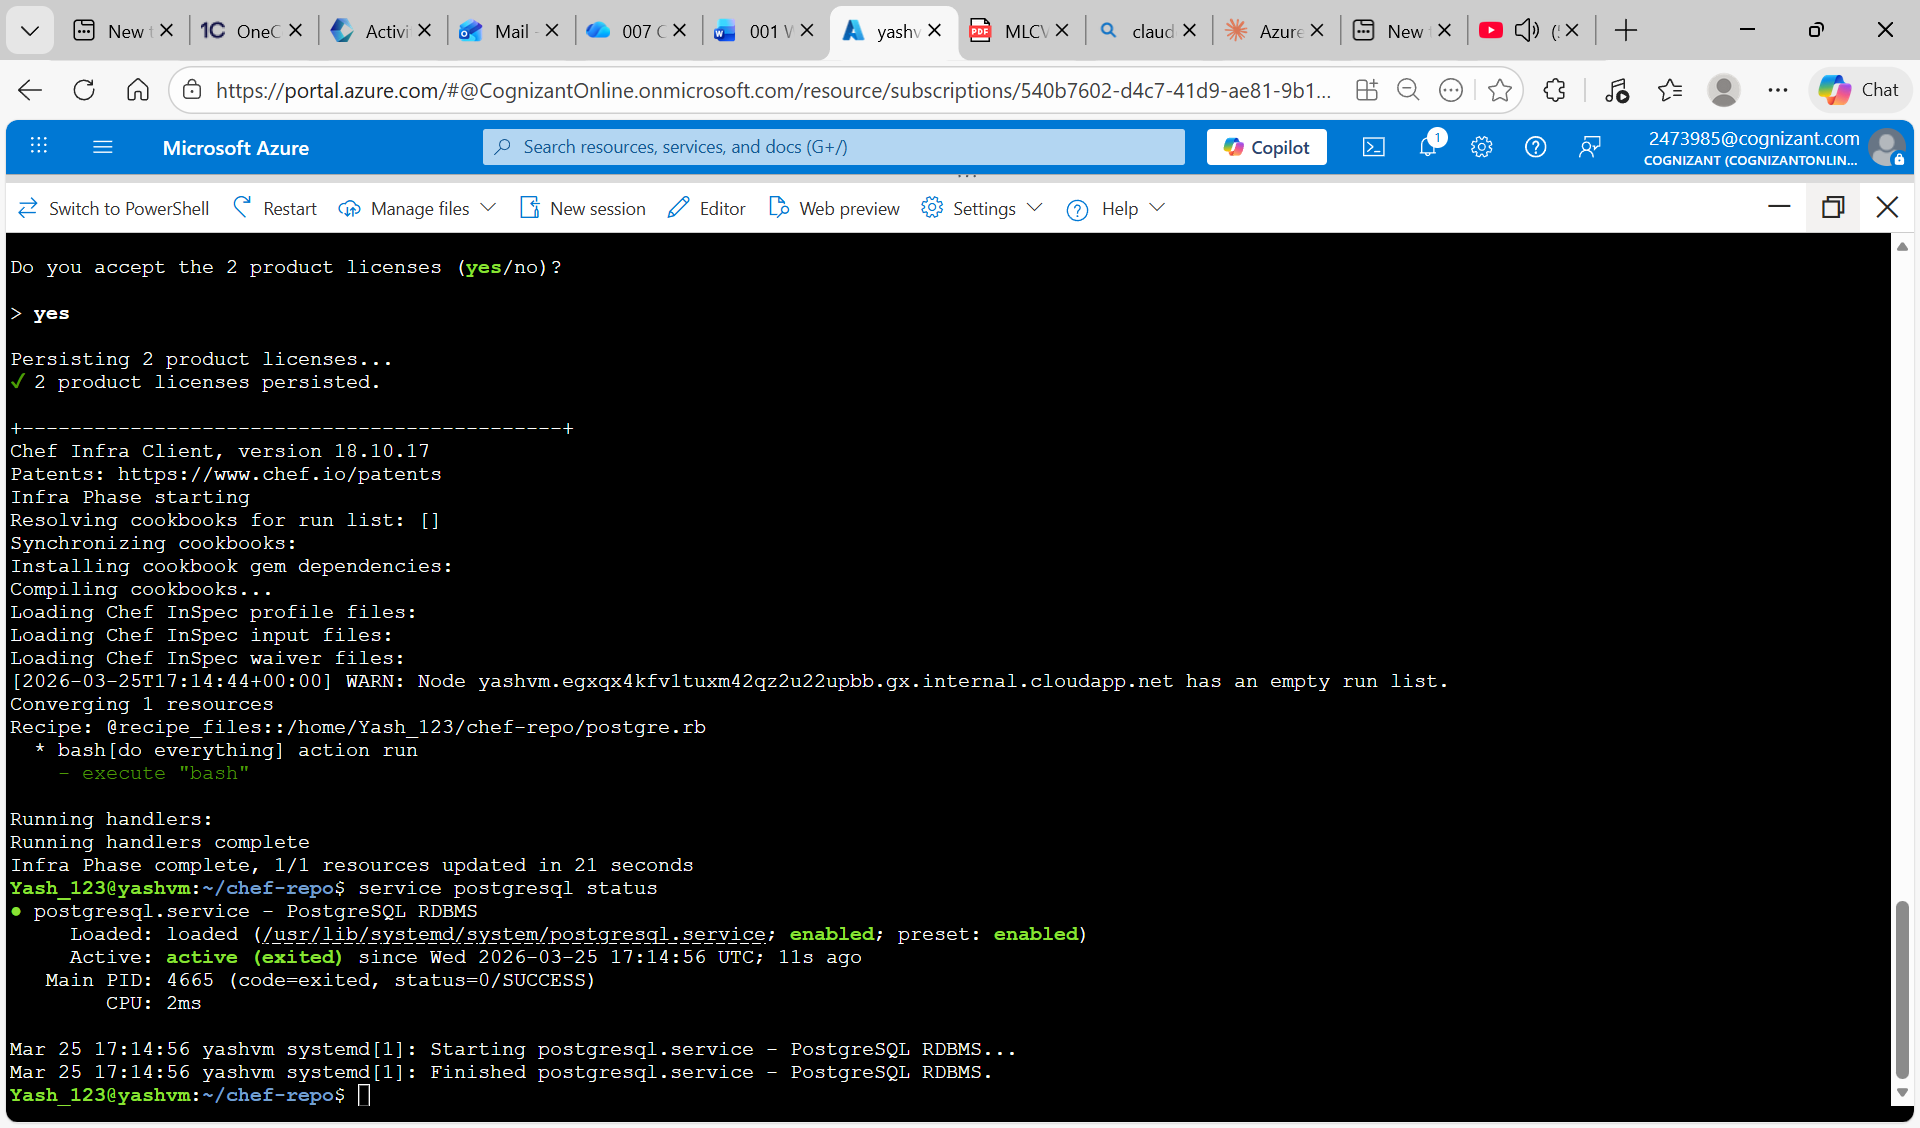 New t
OneC
Activi
Mail -
007 C
001 W
yashv
MLCV
claud
Azure
New t
https://portal.azure.com/#@CognizantOnline.onmicrosoft.com/resource/subscriptions/540b7602-d4c7-41d9-ae81-9b1...
Chat
Microsoft Azure
Search resources, services, and docs (G+/)
Copilot
1
2473985@cognizant.com
COGNIZANT (COGNIZANTONLIN...
Switch to PowerShell
Restart
Manage files
New session
Editor
Web preview
Settings
Help
Do you accept the 2 product licenses (yes/no)?
> yes
Persisting 2 product licenses...
✓ 2 product licenses persisted.
+---------------------------------------------+
Chef Infra Client, version 18.10.17
Patents: https://www.chef.io/patents
Infra Phase starting
Resolving cookbooks for run list: []
Synchronizing cookbooks:
Installing cookbook gem dependencies:
Compiling cookbooks...
Loading Chef InSpec profile files:
Loading Chef InSpec input files:
Loading Chef InSpec waiver files:
[2026-03-25T17:14:44+00:00] WARN: Node yashvm.egxqx4kfv1tuxm42qz2u22upbb.gx.internal.cloudapp.net has an empty run list.
Converging 1 resources
Recipe: @recipe_files::/home/Yash_123/chef-repo/postgre.rb
* bash[do everything] action run
- execute "bash"
Running handlers:
Running handlers complete
Infra Phase complete, 1/1 resources updated in 21 seconds
Yash_123@yashvm:~/chef-repo$ service postgresql status
● postgresql.service - PostgreSQL RDBMS
Loaded: loaded (/usr/lib/systemd/system/postgresql.service; enabled; preset: enabled)
Active: active (exited) since Wed 2026-03-25 17:14:56 UTC; 11s ago
Main PID: 4665 (code=exited, status=0/SUCCESS)
CPU: 2ms
Mar 25 17:14:56 yashvm systemd[1]: Starting postgresql.service - PostgreSQL RDBMS...
Mar 25 17:14:56 yashvm systemd[1]: Finished postgresql.service - PostgreSQL RDBMS.
Yash_123@yashvm:~/chef-repo$